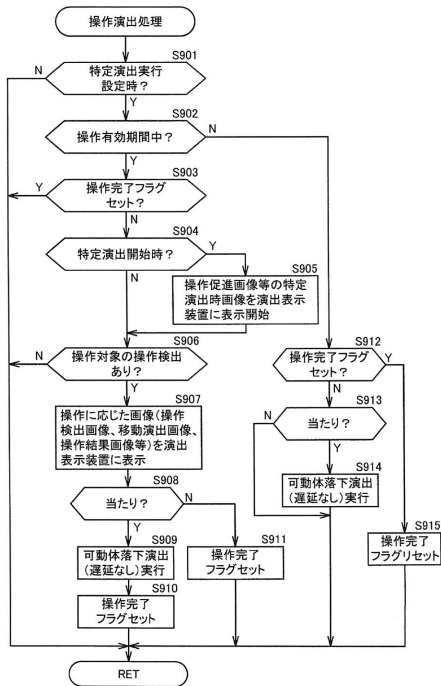 操作演出処理
S901
特定演出実行
設定時？
N
Y
S902
操作有効期間中？
N
Y
S903
操作完了フラグ
セット？
Y
N
S904
特定演出開始時？
Y
N
S905
操作促進画像等の特定
演出時画像を演出表示
装置に表示開始
S906
操作対象の操作検出
あり？
N
Y
S907
操作に応じた画像（操作
検出画像、移動演出画像、
操作結果画像等）を演出
表示装置に表示
S908
当たり？
N
Y
S909
可動体落下演出
（遅延なし）実行
S910
操作完了
フラグセット
S911
操作完了
フラグセット
S912
操作完了フラグ
セット？
Y
N
S913
当たり？
N
Y
S914
可動体落下演出
（遅延なし）実行
S915
操作完了
フラグリセット
RET